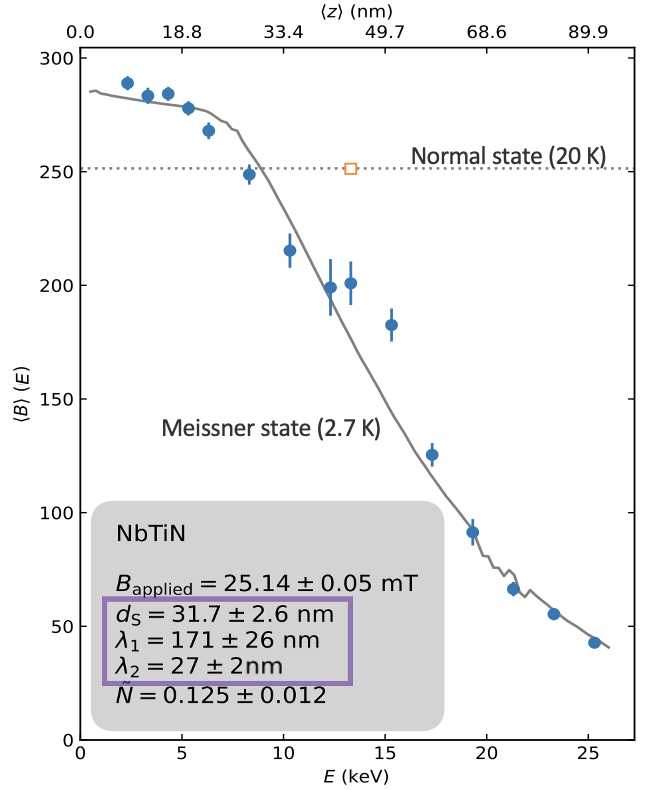 ⟨z⟩ (nm)
0.0 18.8 33.4 49.7 68.6 89.9
300
250
200
150
100
50
0
⟨B⟩ (E)
Normal state (20 K)
Meissner state (2.7 K)
NbTiN
B_applied = 25.14 ± 0.05 mT
d_S = 31.7 ± 2.6 nm
λ₁ = 171 ± 26 nm
λ₂ = 27 ± 2nm
Ñ = 0.125 ± 0.012
0 5 10 15 20 25
E (keV)